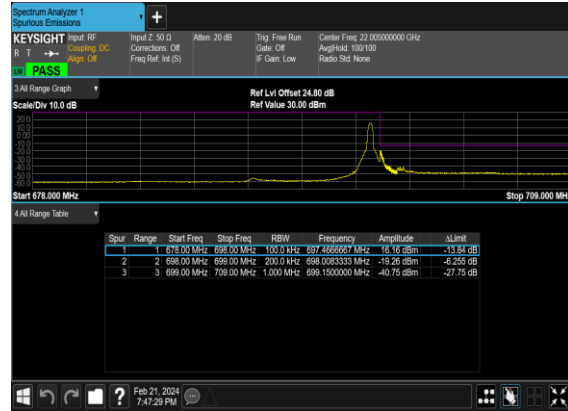 Spectrum Analyzer 1
Spurious Emissions
KEYSIGHT Input: RF Input Z: 50 Ω Atten: 20 dB Trig: Free Run Center Freq: 22.005000000 GHz
R T Coupling: DC Corrections: Off Gate: Off Avg|Hold: 100/100
Align: Off Freq Ref: Int (S) IF Gain: Low Radio Std: None
PASS
3 All Range Graph
Scale/Div 10.0 dB
Ref Lvl Offset 24.80 dB
Ref Value 30.00 dBm
20.0
10.0
0.00
-10.0
-20.0
-30.0
-40.0
-50.0
-60.0
Start 678.000 MHz Stop 709.000 MH
4 All Range Table
Spur Range Start Freq Stop Freq RBW Frequency Amplitude ΔLimit
1 1 678.00 MHz 698.00 MHz 100.0 kHz 697.4666667 MHz 16.16 dBm -13.84 dB
2 2 698.00 MHz 699.00 MHz 200.0 kHz 698.0083333 MHz -19.26 dBm -6.255 dB
3 3 699.00 MHz 709.00 MHz 1.000 MHz 699.1500000 MHz -40.75 dBm -27.75 dB
? Feb 21, 2024
7:47:29 PM